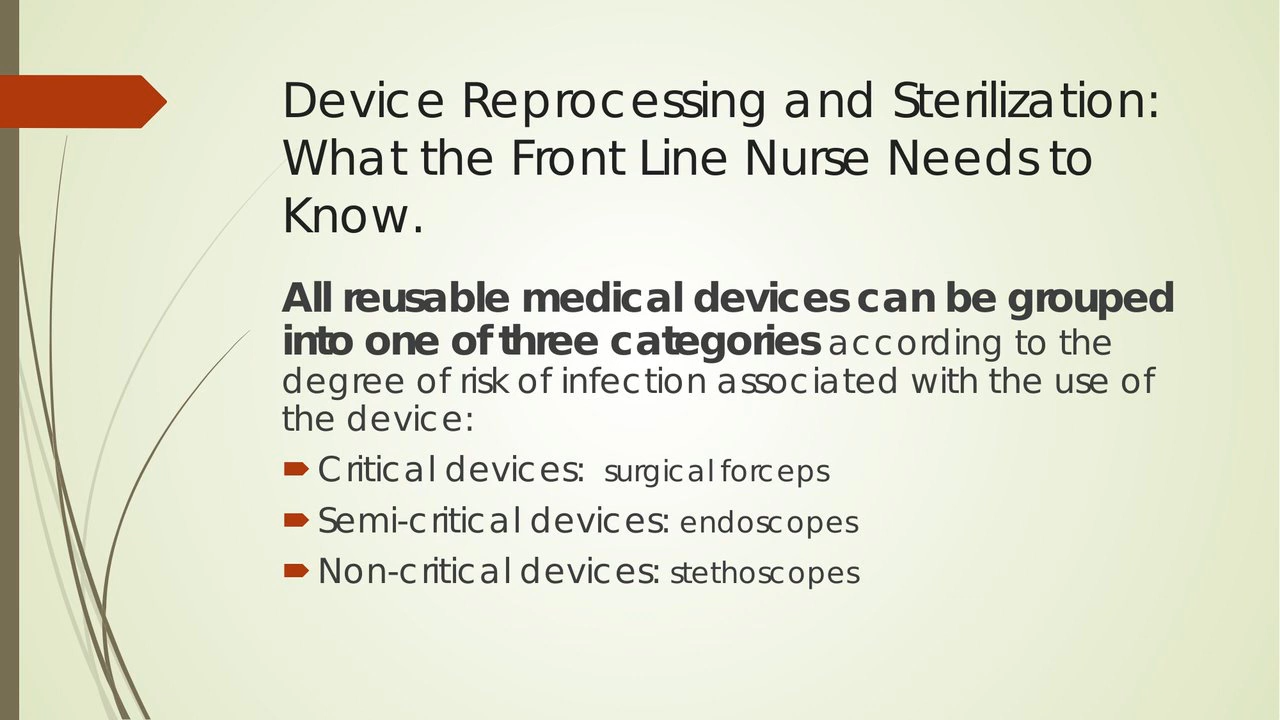 Device Reprocessing and Sterilization:
What the Front Line Nurse Needs to
Know.
All reusable medical devices can be grouped
into one of three categories according to the
degree of risk of infection associated with the use of
the device:
Critical devices: surgical forceps
Semi-critical devices: endoscopes
Non-critical devices: stethoscopes